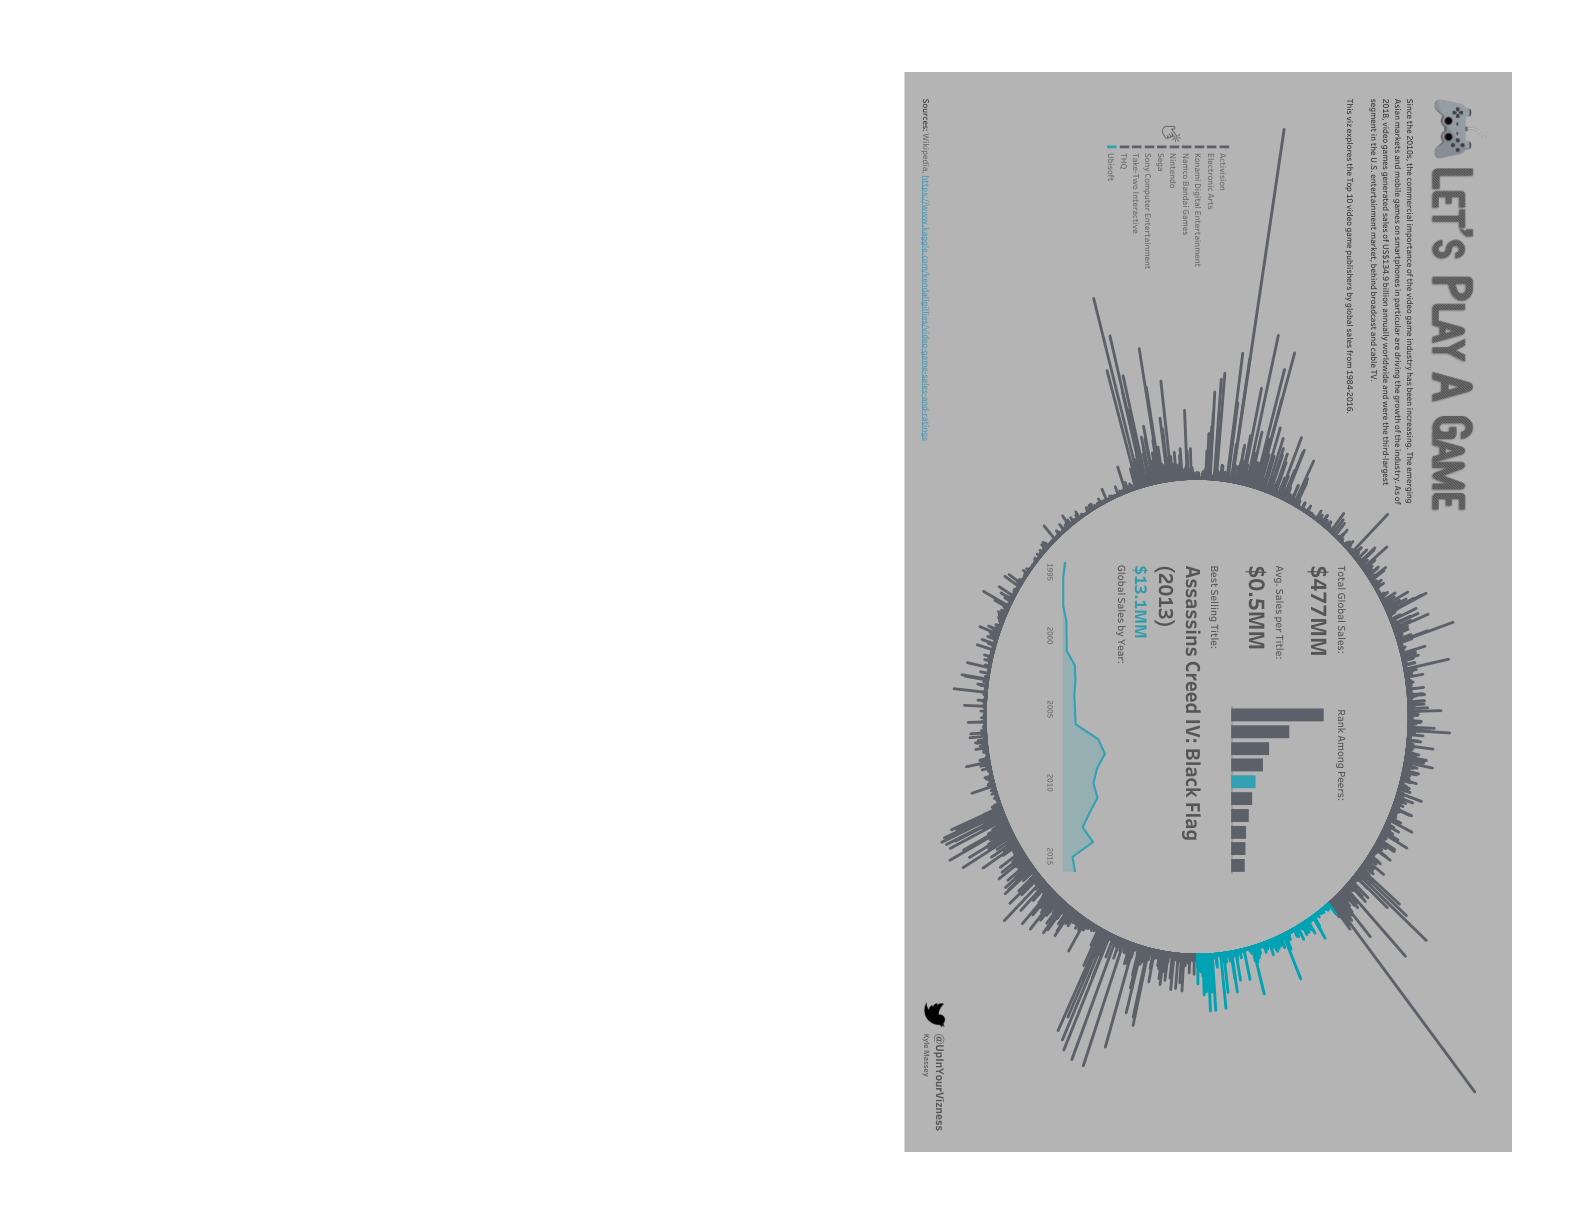 LET'S PLAY A GAME
Since the 2010s, the commercial importance of the video game industry has been increasing. The emerging
Asian markets and mobile games on smartphones in particular are driving the growth of the industry. As of
2018, video games generated sales of US$134.9 billion annually worldwide and were the third-largest
segment in the U.S. entertainment market, behind broadcast and cable TV.
This viz explores the Top 10 video game publishers by global sales from 1984-2016.
Activision
Electronic Arts
Konami Digital Entertainment
Namco Bandai Games
Nintendo
Sega
Sony Computer Entertainment
Take-Two Interactive
THQ
Ubisoft
Total Global Sales:
$477MM
Avg. Sales per Title:
$0.5MM
Rank Among Peers:
Best Selling Title:
Assassins Creed IV: Black Flag
(2013)
$13.1MM
Global Sales by Year:
1995 2000 2005 2010 2015
Sources: Wikipedia, https://www.kaggle.com/kendallgillies/video-game-sales-and-ratings
@UpInYourVizness
Kyle Massey